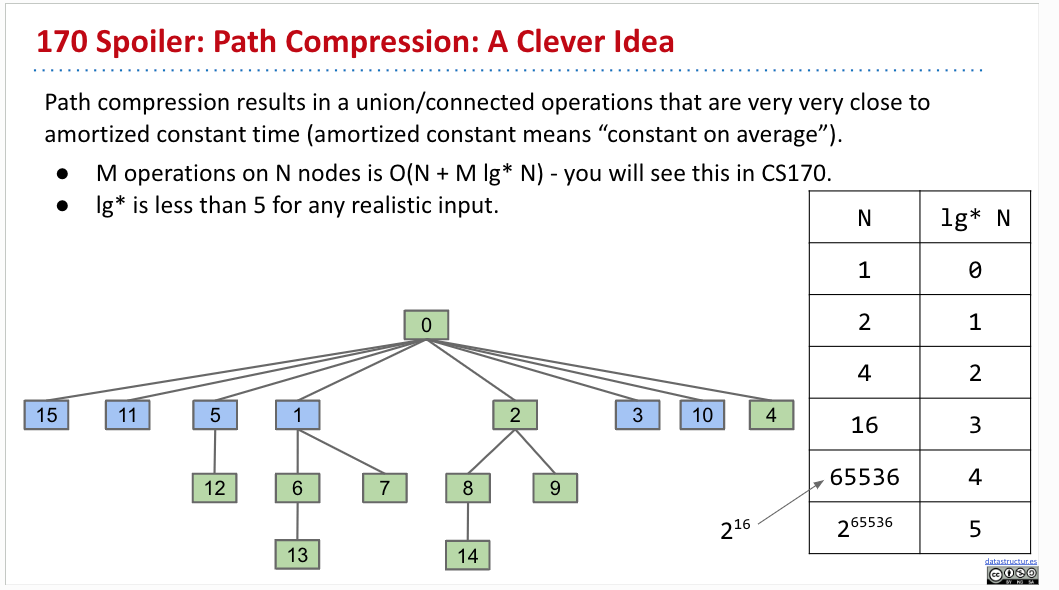 170 Spoiler: Path Compression: A Clever Idea
Path compression results in a union/connected operations that are very very close to
amortized constant time (amortized constant means “constant on average”).
● M operations on N nodes is O(N + M lg* N) - you will see this in CS170.
● lg* is less than 5 for any realistic input.
N lg* N
1 0
2 1
4 2
16 3
65536 4
2^65536 5
2^16
0
15 11 5 1 2 3 10 4
12 6 7 8 9
13 14
datastructur.es
cc
BY NC SA